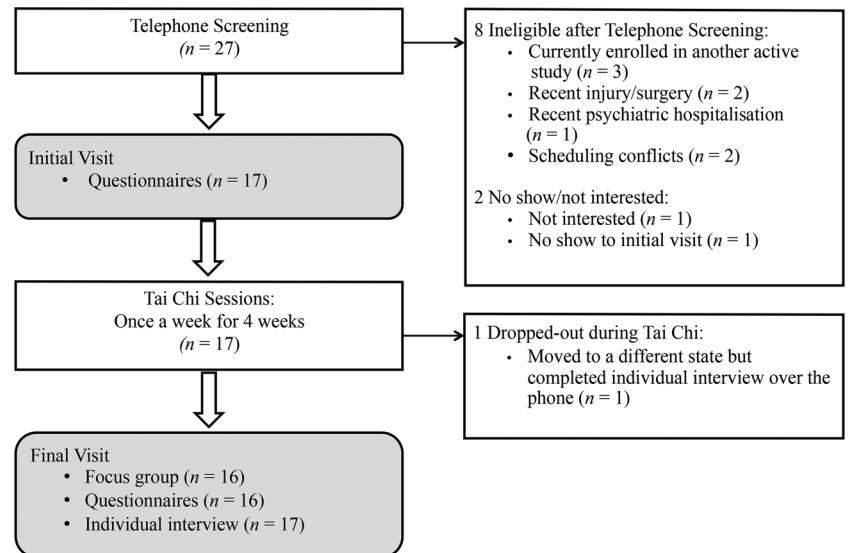 Telephone Screening
(n = 27)
8 Ineligible after Telephone Screening:
• Currently enrolled in another active
study (n = 3)
• Recent injury/surgery (n = 2)
• Recent psychiatric hospitalisation
(n = 1)
• Scheduling conflicts (n = 2)
2 No show/not interested:
• Not interested (n = 1)
• No show to initial visit (n = 1)
Initial Visit
• Questionnaires (n = 17)
Tai Chi Sessions:
Once a week for 4 weeks
(n = 17)
1 Dropped-out during Tai Chi:
• Moved to a different state but
completed individual interview over the
phone (n = 1)
Final Visit
• Focus group (n = 16)
• Questionnaires (n = 16)
• Individual interview (n = 17)